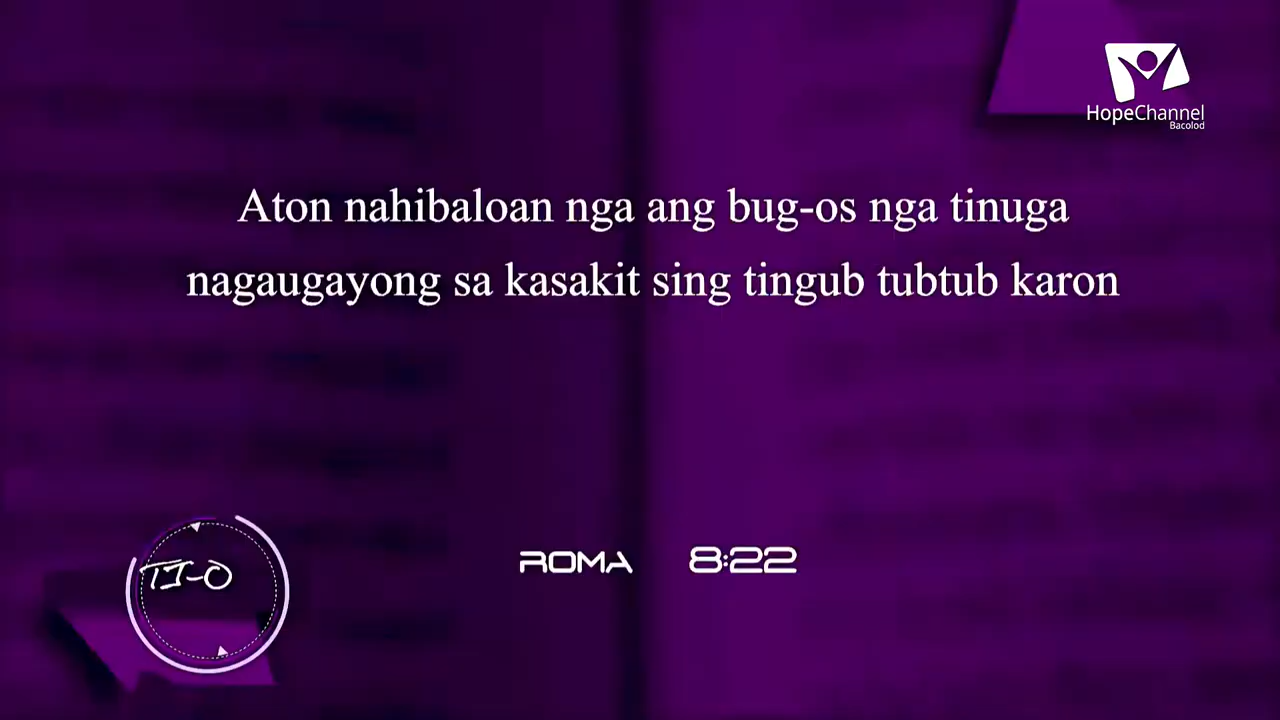 HopeChannel
Bacolod
Aton nahibaloan nga ang bug-os nga tinuga
nagaugayong sa kasakit sing tingub tubtub karon
ROMA 8:22